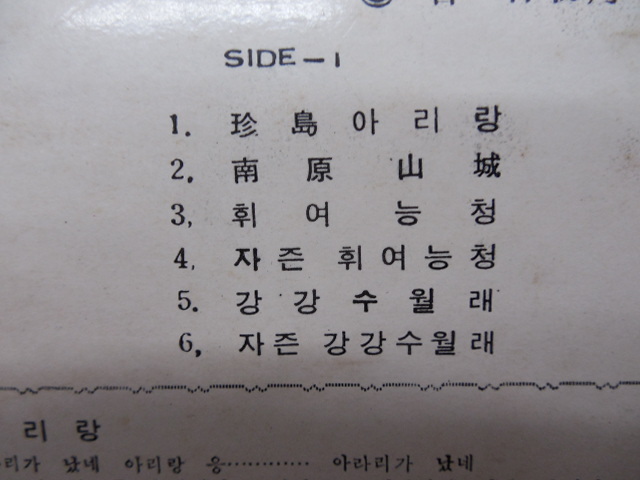 SIDE-1
1. 珍島아리랑
2. 南原山城
3, 휘여능청
4, 자즌 휘여능청
5. 강강수월래
6, 자즌 강강수월래
리랑
리가 났네 아리랑 응………… 아라리가 났네